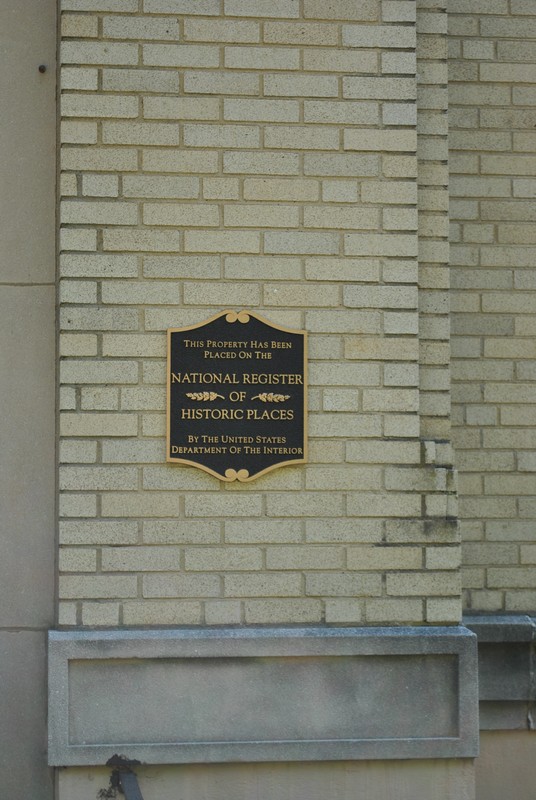 This Property Has Been
Placed On The
NATIONAL REGISTER
OF
HISTORIC PLACES
By The United States
Department Of The Interior